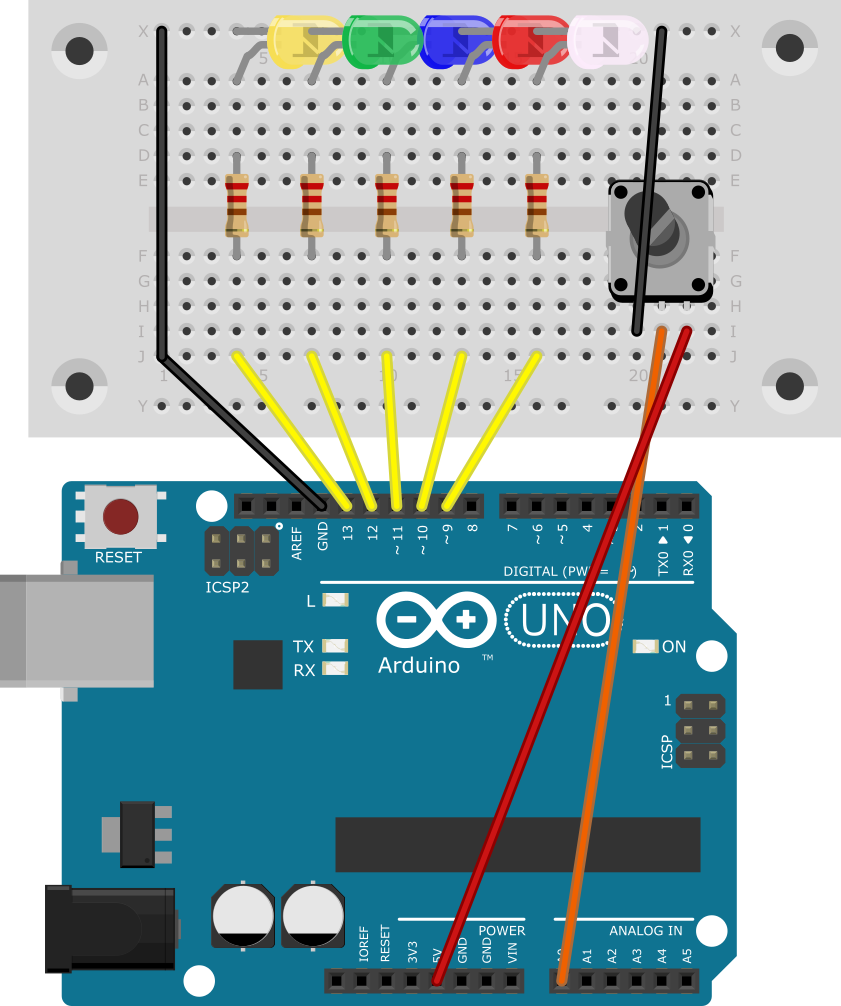 X X
5 10
A A
B B
C C
D D
E E
F F
G G
H H
I I
J J
1 5 10 15 20
Y Y
RESET
ICSP2
AREF
GND
13
12
~11
~10
~9
8
7
~6
~5
4
2
TX0 ▶ 1
RX0 ◀ 0
DIGITAL (PWM= ~)
L
TX
RX
UNO
Arduino
™
ON
1
ICSP
POWER
ANALOG IN
IOREF
RESET
3V3
5V
GND
GND
VIN
A0
A1
A2
A3
A4
A5